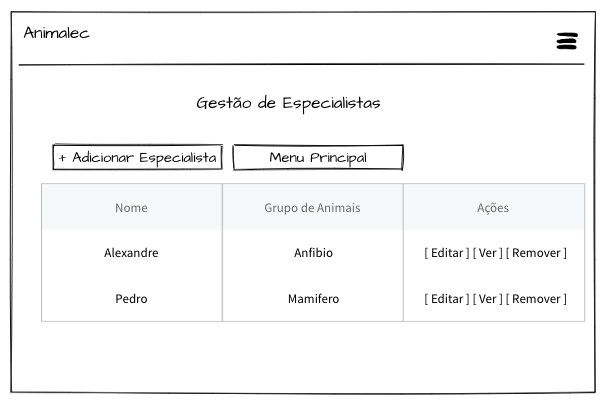 Animalec
Gestão de Especialistas
+ Adicionar Especialista Menu Principal
Nome Grupo de Animais Ações
Alexandre Anfibio [ Editar ] [ Ver ] [ Remover ]
Pedro Mamifero [ Editar ] [ Ver ] [ Remover ]